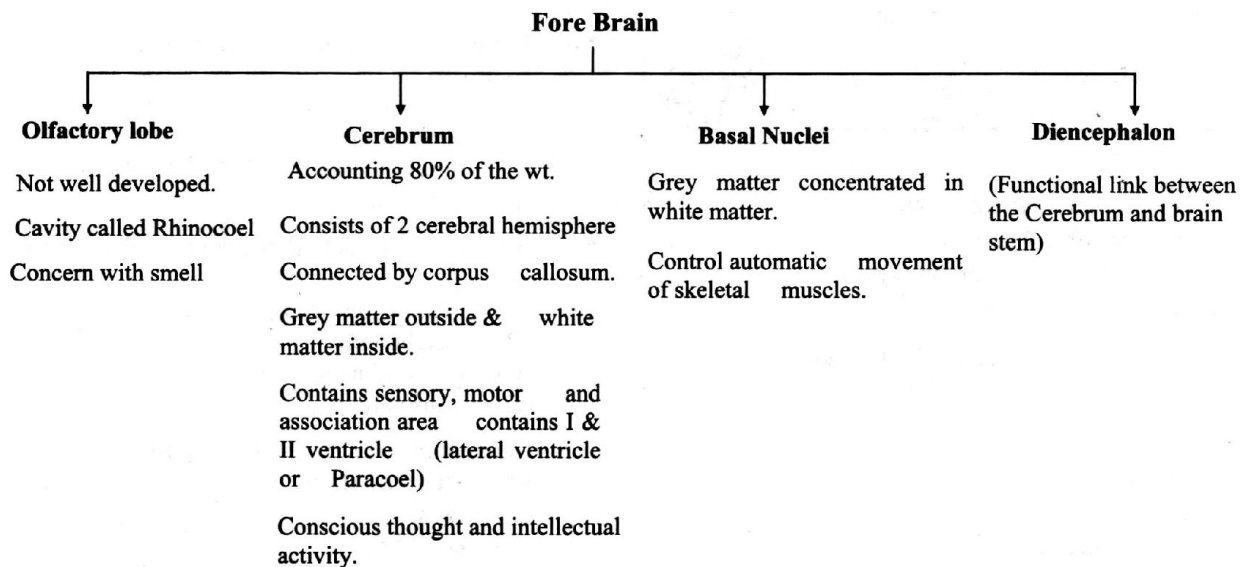 Fore Brain
Olfactory lobe
Not well developed.
Cavity called Rhinocoel
Concern with smell
Cerebrum
Accounting 80% of the wt.
Consists of 2 cerebral hemisphere
Connected by corpus callosum.
Grey matter outside & white
matter inside.
Contains sensory, motor and
association area contains I &
II ventricle (lateral ventricle
or Paracoel)
Conscious thought and intellectual
activity.
Basal Nuclei
Grey matter concentrated in
white matter.
Control automatic movement
of skeletal muscles.
Diencephalon
(Functional link between
the Cerebrum and brain
stem)